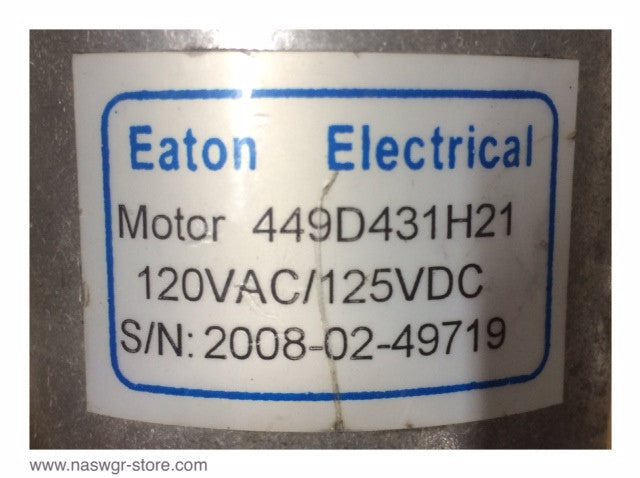 Eaton Electrical
Motor 449D431H21
120VAC/125VDC
S/N: 2008-02-49719
www.naswgr-store.com